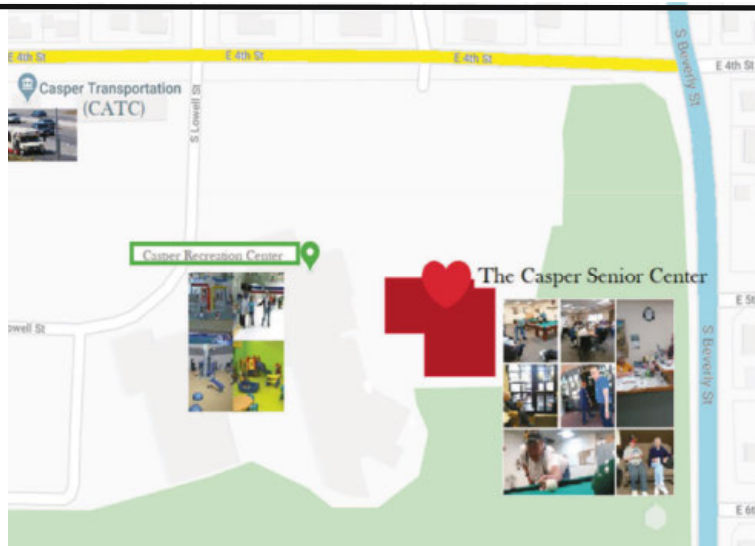 E 4th St
E 4th St
E 4th St
E 4th St
S Beverly St
Casper Transportation
(CATC)
S Lowell St
Casper Recreation Center
The Casper Senior Center
owell St
E 5t
S Beverly St
E 6t